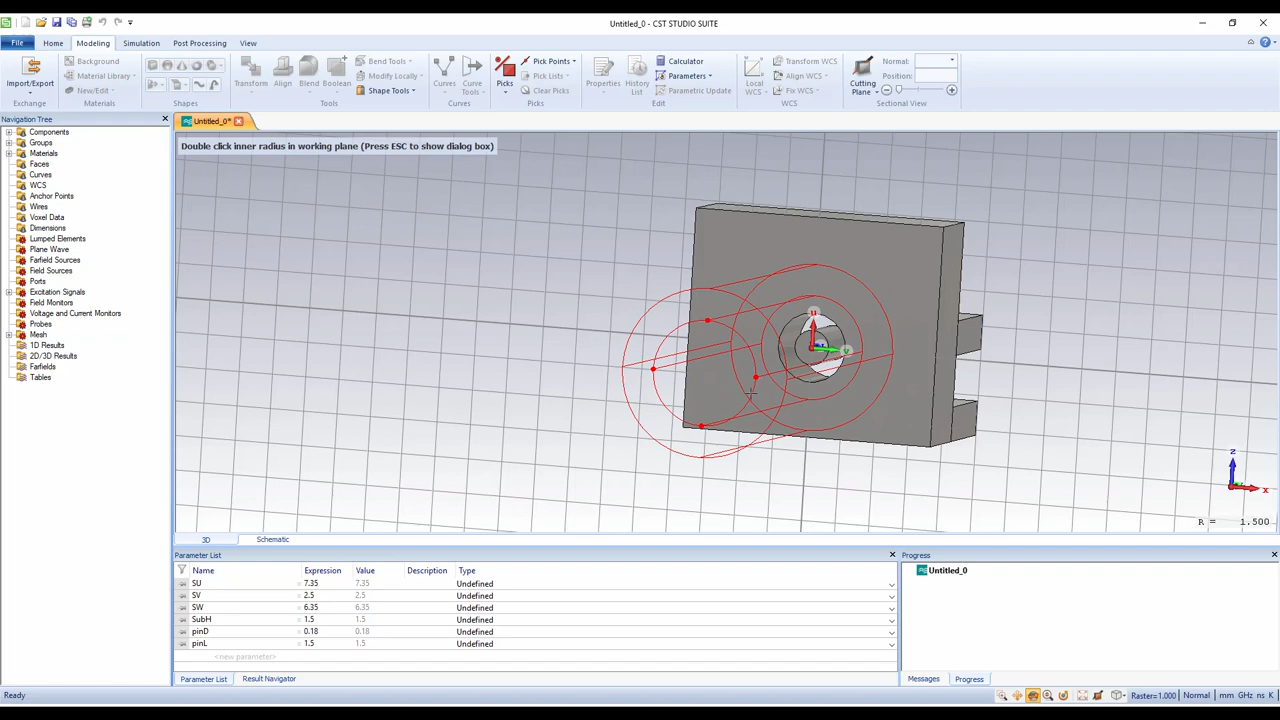 Untitled_0 - CST STUDIO SUITE
File Home Modeling Simulation Post Processing View
Background
Material Library
New/Edit
Import/Export
Exchange
Materials
Shapes
Transform Align Blend Boolean
Bend Tools
Modify Locally
Shape Tools
Tools
Curves Curve Tools
Curves
Picks
Pick Points
Pick Lists
Clear Picks
Picks
Properties History List
Calculator
Parameters
Parametric Update
Edit
Local WCS
Transform WCS
Align WCS
Fix WCS
WCS
Cutting Plane
Normal:
Position:
Sectional View
Navigation Tree
Untitled_0*
Double click inner radius in working plane (Press ESC to show dialog box)
Components
Groups
Materials
Faces
Curves
WCS
Anchor Points
Wires
Voxel Data
Dimensions
Lumped Elements
Plane Wave
Farfield Sources
Field Sources
Ports
Excitation Signals
Field Monitors
Voltage and Current Monitors
Probes
Mesh
1D Results
2D/3D Results
Farfields
Tables
u
v
z
x
R = 1.500
3D Schematic
Parameter List
Name Expression Value Description Type
SU = 7.35 7.35 Undefined
SV = 2.5 2.5 Undefined
SW = 6.35 6.35 Undefined
SubH = 1.5 1.5 Undefined
pinD = 0.18 0.18 Undefined
pinL = 1.5 1.5 Undefined
<new parameter>
Parameter List Result Navigator
Progress
Untitled_0
Messages Progress
Ready
Raster=1.000 Normal mm GHz ns K